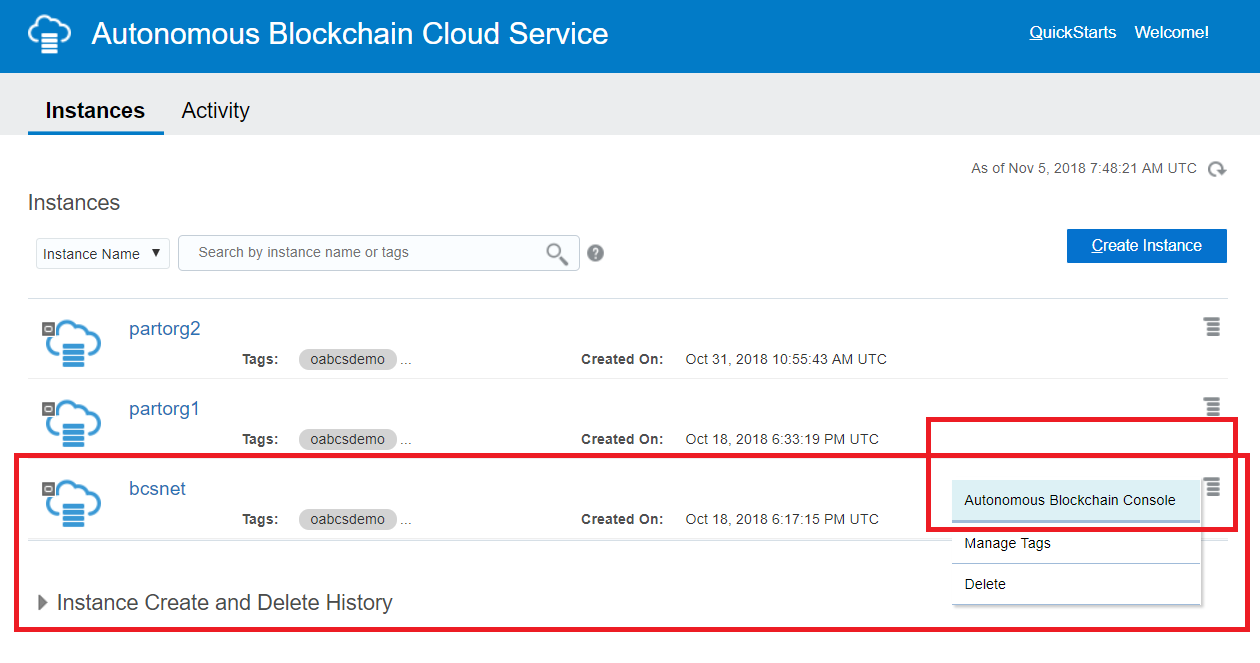 Autonomous Blockchain Cloud Service
QuickStarts Welcome!
Instances Activity
As of Nov 5, 2018 7:48:21 AM UTC
Instances
Instance Name ▼ Search by instance name or tags ?
Create Instance
partorg2
Tags: oabcsdemo ... Created On: Oct 31, 2018 10:55:43 AM UTC
partorg1
Tags: oabcsdemo ... Created On: Oct 18, 2018 6:33:19 PM UTC
bcsnet
Autonomous Blockchain Console
Tags: oabcsdemo ... Created On: Oct 18, 2018 6:17:15 PM UTC
Manage Tags
Delete
Instance Create and Delete History